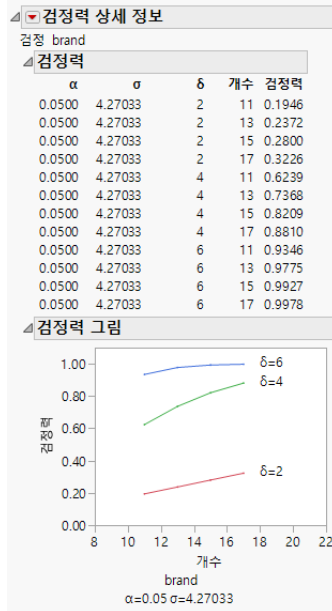 검정력 상세 정보
검정 brand
검정력
α σ δ 개수 검정력
0.0500 4.27033 2 11 0.1946
0.0500 4.27033 2 13 0.2372
0.0500 4.27033 2 15 0.2800
0.0500 4.27033 2 17 0.3226
0.0500 4.27033 4 11 0.6239
0.0500 4.27033 4 13 0.7368
0.0500 4.27033 4 15 0.8209
0.0500 4.27033 4 17 0.8810
0.0500 4.27033 6 11 0.9346
0.0500 4.27033 6 13 0.9775
0.0500 4.27033 6 15 0.9927
0.0500 4.27033 6 17 0.9978
검정력 그림
1.00
0.80
0.60
0.40
0.20
0.00
검정력
δ=6
δ=4
δ=2
8 10 12 14 16 18 20 22
개수
brand
α=0.05 σ=4.27033